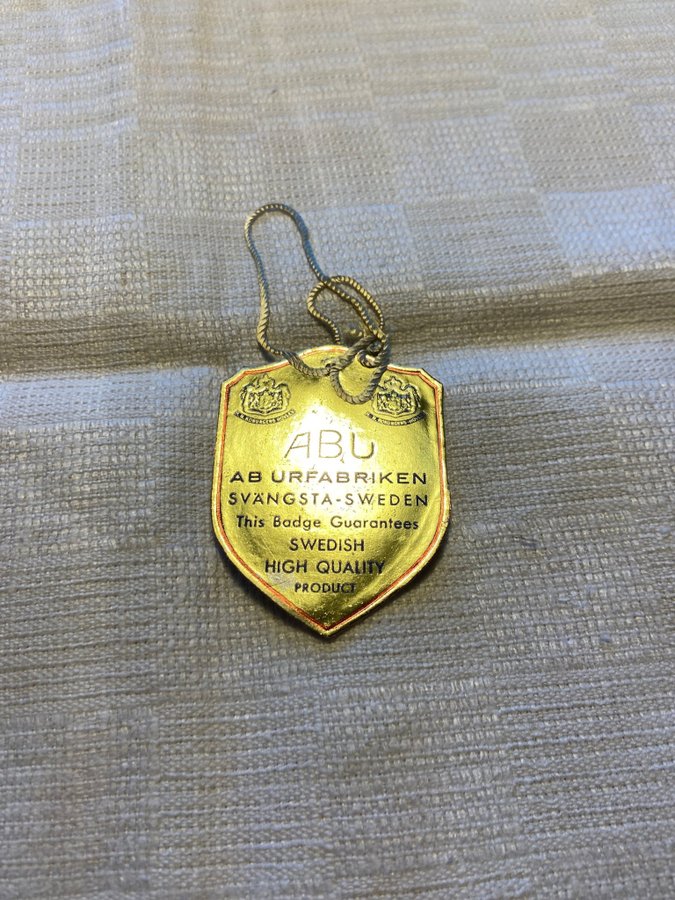 ABU
AB URFABRIKEN
SVÄNGSTA-SWEDEN
This Badge Guarantees
SWEDISH
HIGH QUALITY
PRODUCT